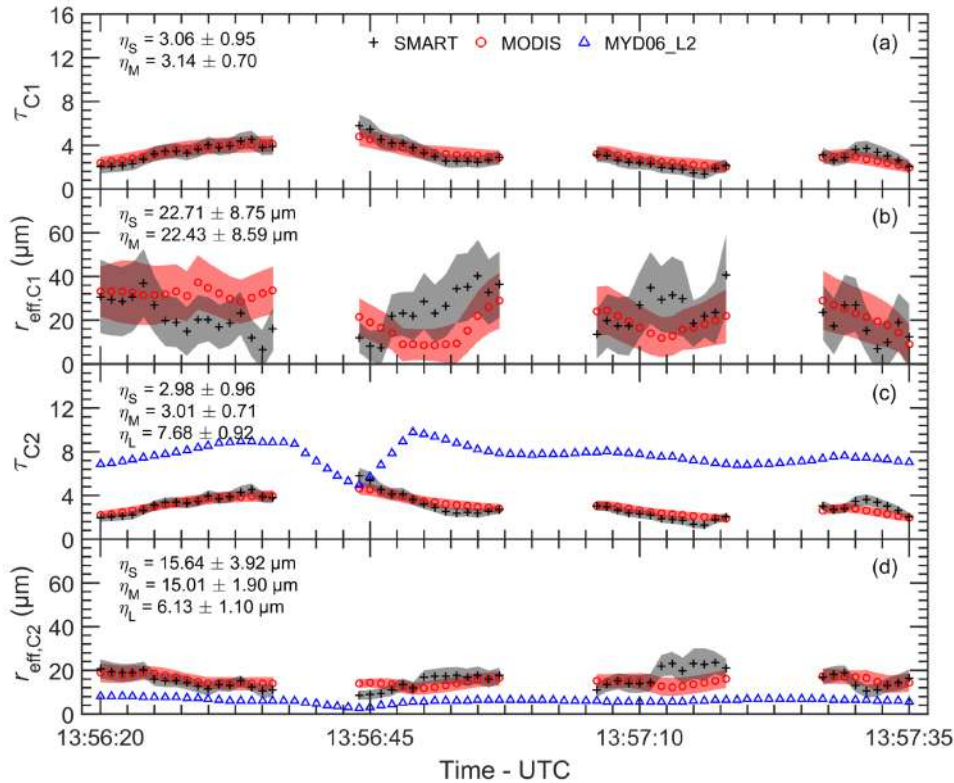 16
12
8
4
0
τC1
ηS = 3.06 ± 0.95
ηM = 3.14 ± 0.70
+ SMART ○ MODIS △ MYD06_L2
(a)
60
40
20
0
reff,C1 (μm)
ηS = 22.71 ± 8.75 μm
ηM = 22.43 ± 8.59 μm
(b)
12
8
4
0
τC2
ηS = 2.98 ± 0.96
ηM = 3.01 ± 0.71
ηL = 7.68 ± 0.92
(c)
60
40
20
0
reff,C2 (μm)
ηS = 15.64 ± 3.92 μm
ηM = 15.01 ± 1.90 μm
ηL = 6.13 ± 1.10 μm
(d)
13:56:20 13:56:45 13:57:10 13:57:35
Time - UTC